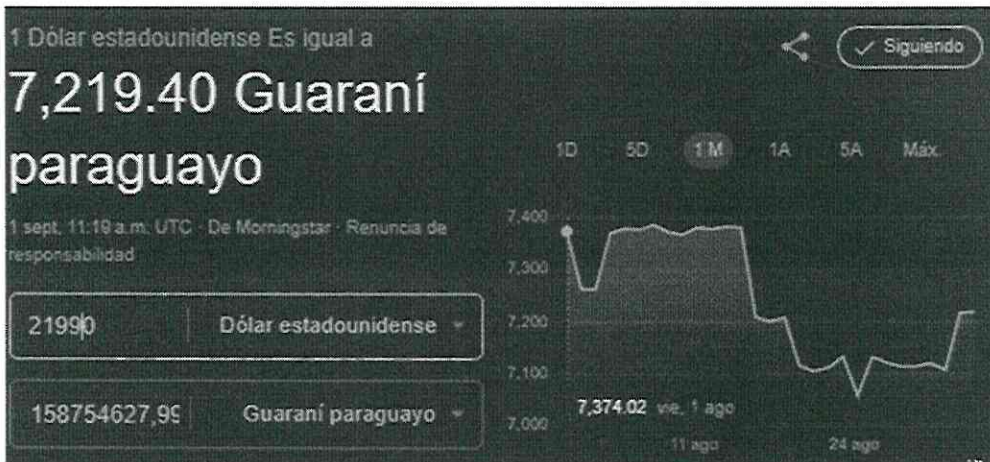 1 Dólar estadounidense Es igual a
7,219.40 Guaraní
paraguayo
1 sept, 11:19 a.m. UTC · De Morningstar · Renuncia de
responsabilidad
21990 Dólar estadounidense
158754627,99 Guaraní paraguayo
Siguiendo
1D 5D 1 M 1A 5A Máx.
7,400
7,300
7,200
7,100
7,000
7,374.02 vie, 1 ago
11 ago 24 ago